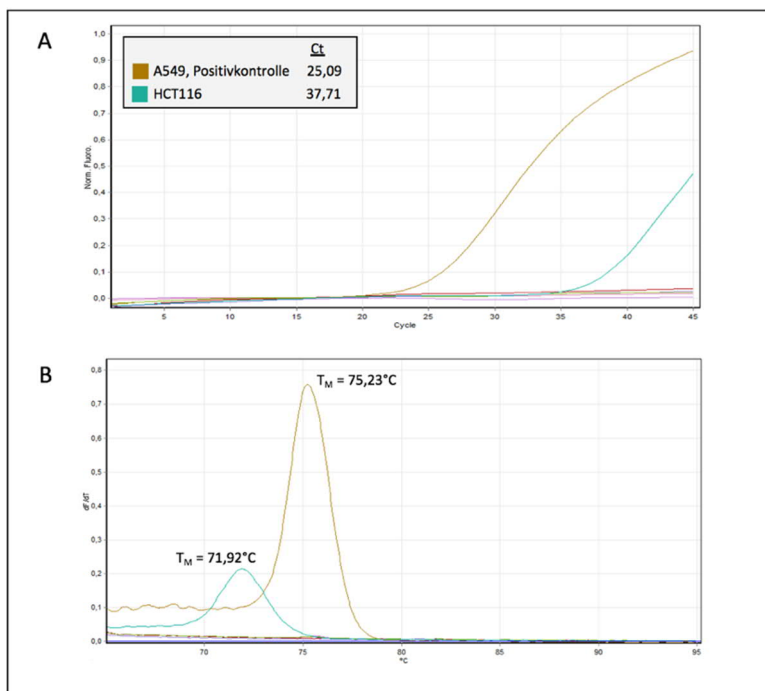 A
Ct
A549, Positivkontrolle 25,09
HCT116 37,71
1,0
0,9
0,8
0,7
0,6
0,5
0,4
0,3
0,2
0,1
0,0
Norm. Fluoro.
5 10 15 20 25 30 35 40 45
Cycle
B
TM = 75,23°C
TM = 71,92°C
0,8
0,7
0,6
0,5
0,4
0,3
0,2
0,1
0,0
dF/dT
70 75 80 85 90 95
°C